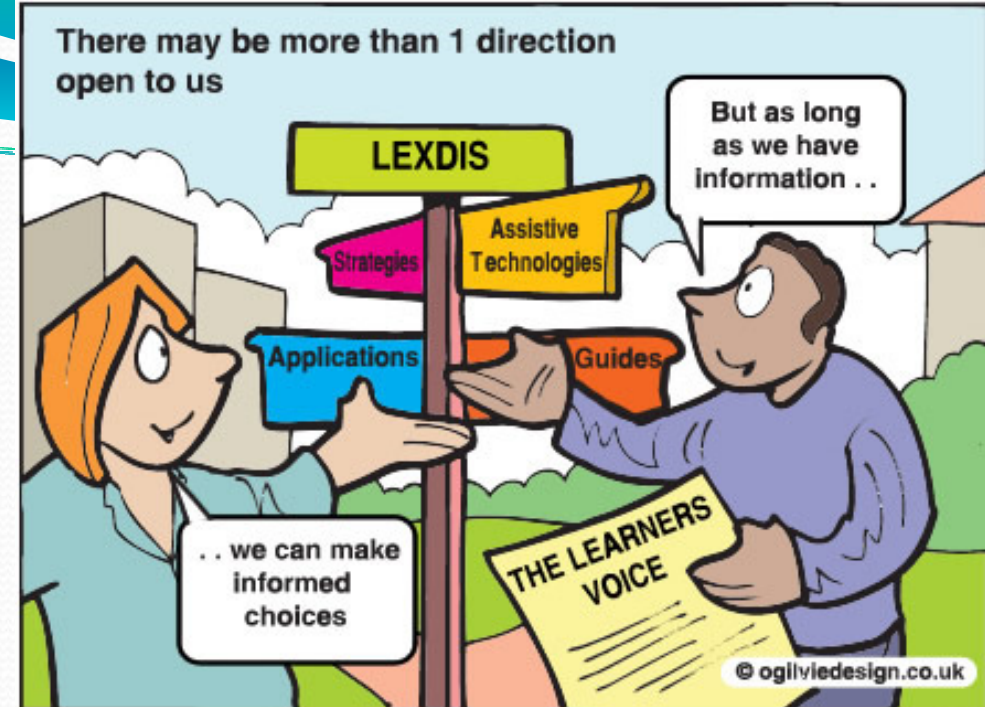 There may be more than 1 direction
open to us
But as long
as we have
information . .
LEXDIS
Strategies
Assistive
Technologies
Applications
Guides
. . we can make
informed
choices
THE LEARNERS
VOICE
© ogilviedesign.co.uk